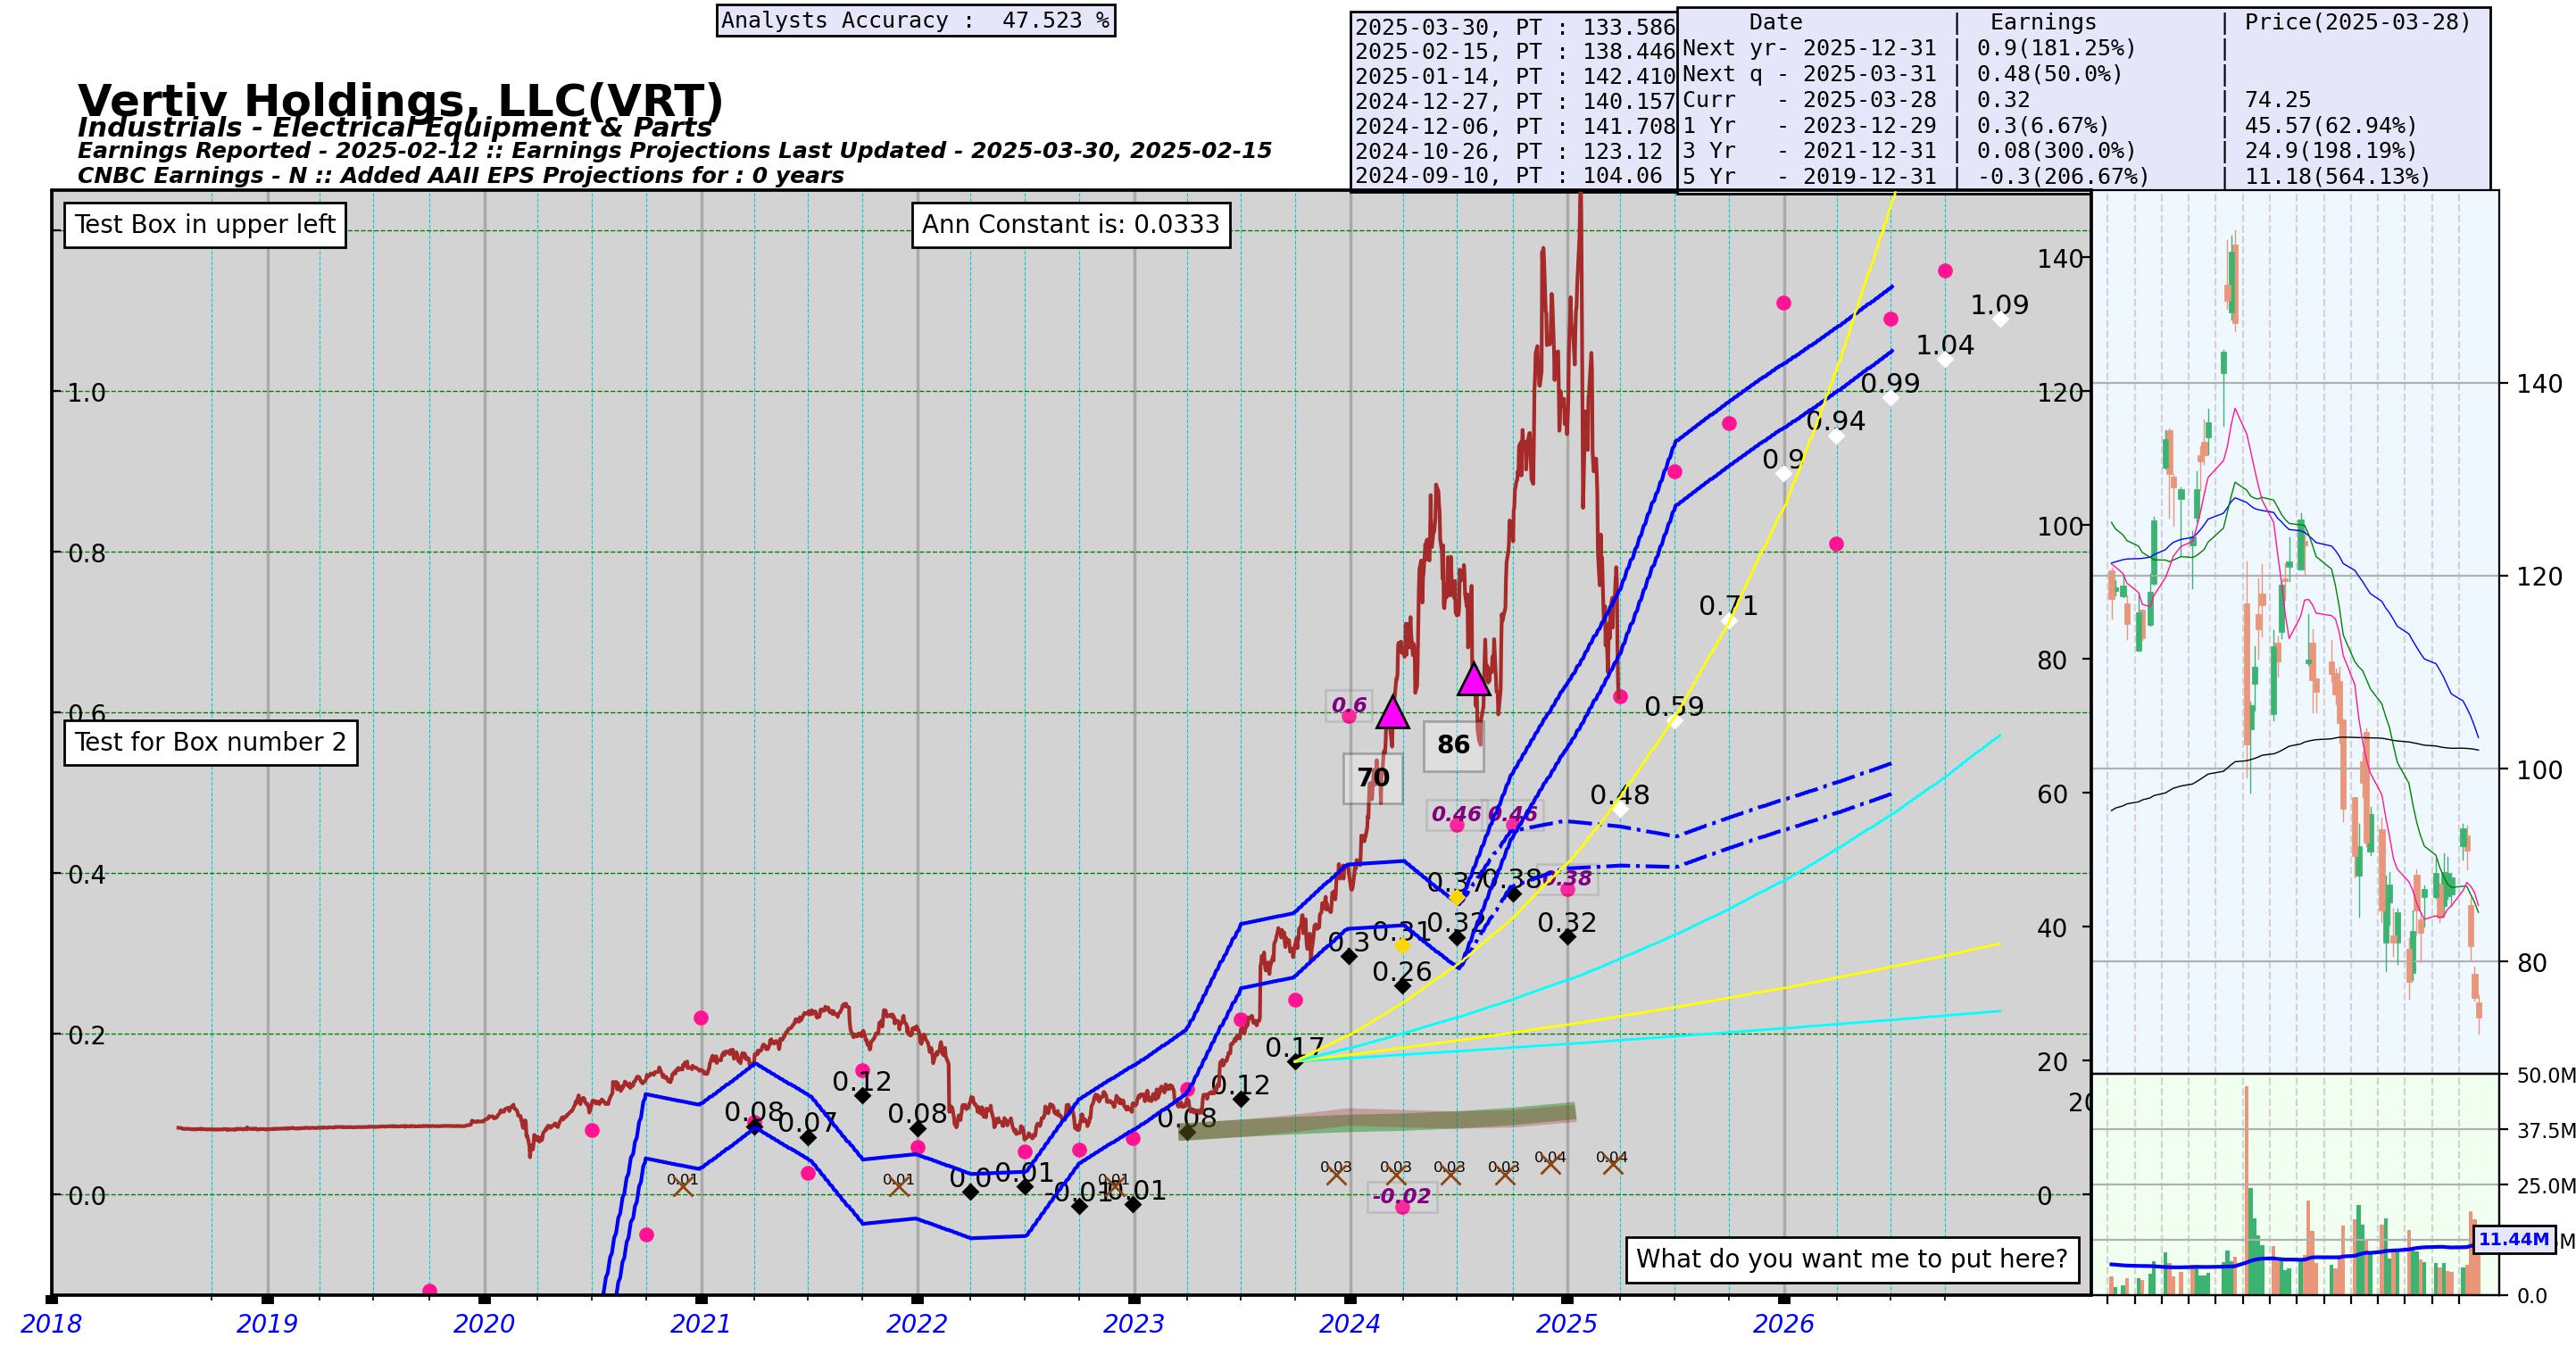 Analysts Accuracy :  47.523 %
Vertiv Holdings, LLC(VRT)
Industrials - Electrical Equipment & Parts
Earnings Reported - 2025-02-12 :: Earnings Projections Last Updated - 2025-03-30, 2025-02-15
CNBC Earnings - N :: Added AAII EPS Projections for : 0 years
2025-03-30, PT : 133.586
2025-02-15, PT : 138.446
2025-01-14, PT : 142.410
2024-12-27, PT : 140.157
2024-12-06, PT : 141.708
2024-10-26, PT : 123.12
2024-09-10, PT : 104.06
Date | Earnings | Price(2025-03-28)
Next yr- 2025-12-31 | 0.9(181.25%) |
Next q - 2025-03-31 | 0.48(50.0%) |
Curr - 2025-03-28 | 0.32 | 74.25
1 Yr - 2023-12-29 | 0.3(6.67%) | 45.57(62.94%)
3 Yr - 2021-12-31 | 0.08(300.0%) | 24.9(198.19%)
5 Yr - 2019-12-31 | -0.3(206.67%) | 11.18(564.13%)
Test Box in upper left
Ann Constant is: 0.0333
Test for Box number 2
What do you want me to put here?
1.0
0.8
0.6
0.4
0.2
0.0
0.08
0.07
0.12
0.08
0.0
0.01
-0.01
-0.01
0.08
0.12
0.17
0.3
0.31
0.26
0.37
0.32
0.38
0.32
0.48
0.59
0.71
0.9
0.94
0.99
1.04
1.09
0.6
0.46
0.46
0.38
-0.02
70
86
0.01
0.01
0.01
0.03
0.03
0.03
0.03
0.04
0.04
140
120
100
80
60
40
20
0
20
140
120
100
80
50.0M
37.5M
25.0M
11.44M
M
0.0
2018
2019
2020
2021
2022
2023
2024
2025
2026